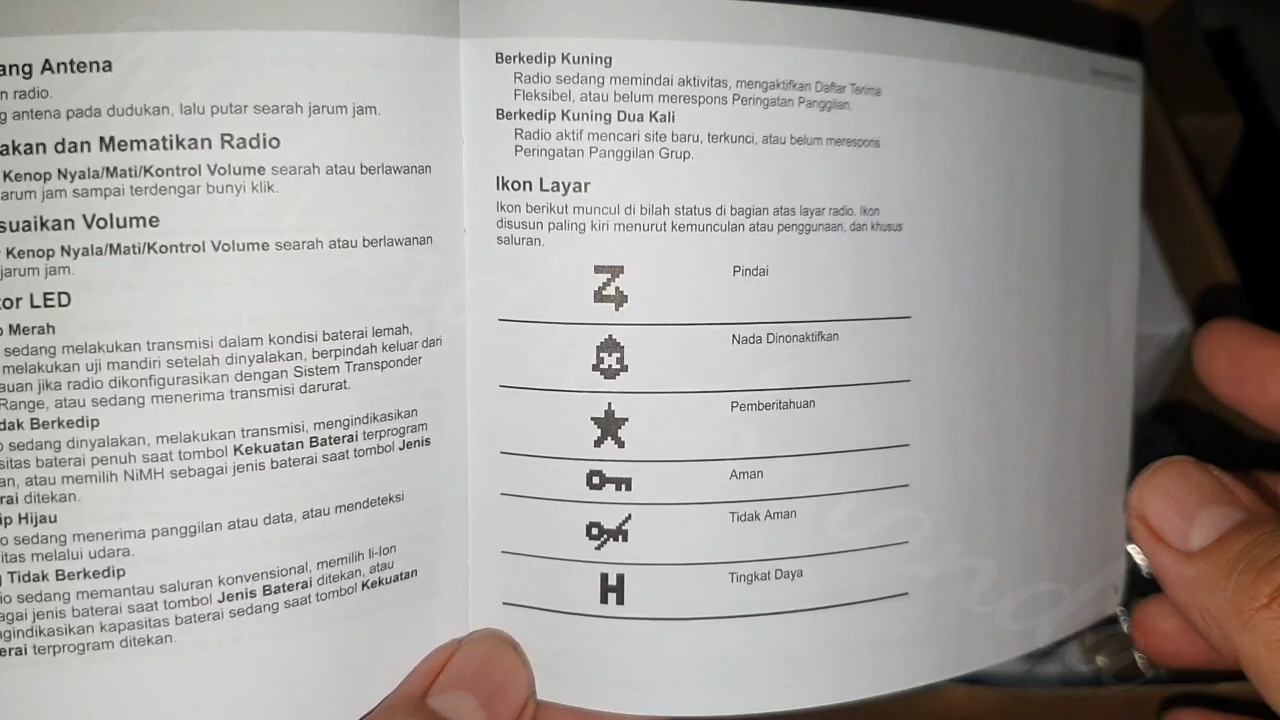 ang Antena
n radio.
g antena pada dudukan, lalu putar searah jarum jam.
akan dan Mematikan Radio
Kenop Nyala/Mati/Kontrol Volume searah atau berlawanan
arum jam sampai terdengar bunyi klik.
suaikan Volume
Kenop Nyala/Mati/Kontrol Volume searah atau berlawanan
jarum jam.
tor LED
p Merah
sedang melakukan transmisi dalam kondisi baterai lemah,
melakukan uji mandiri setelah dinyalakan, berpindah keluar dari
auan jika radio dikonfigurasikan dengan Sistem Transponder
Range, atau sedang menerima transmisi darurat.
dak Berkedip
o sedang dinyalakan, melakukan transmisi, mengindikasikan
sitas baterai penuh saat tombol Kekuatan Baterai terprogram
an, atau memilih NiMH sebagai jenis baterai saat tombol Jenis
rai ditekan.
ip Hijau
o sedang menerima panggilan atau data, atau mendeteksi
itas melalui udara.
Tidak Berkedip
io sedang memantau saluran konvensional, memilih li-Ion
agai jenis baterai saat tombol Jenis Baterai ditekan, atau
ngindikasikan kapasitas baterai sedang saat tombol Kekuatan
erai terprogram ditekan.
Berkedip Kuning
Radio sedang memindai aktivitas, mengaktifkan Daftar Terima
Fleksibel, atau belum merespons Peringatan Panggilan.
Berkedip Kuning Dua Kali
Radio aktif mencari site baru, terkunci, atau belum merespons
Peringatan Panggilan Grup.
Ikon Layar
Ikon berikut muncul di bilah status di bagian atas layar radio. Ikon
disusun paling kiri menurut kemunculan atau penggunaan, dan khusus
saluran.
Pindai
Nada Dinonaktifkan
Pemberitahuan
Aman
Tidak Aman
H Tingkat Daya